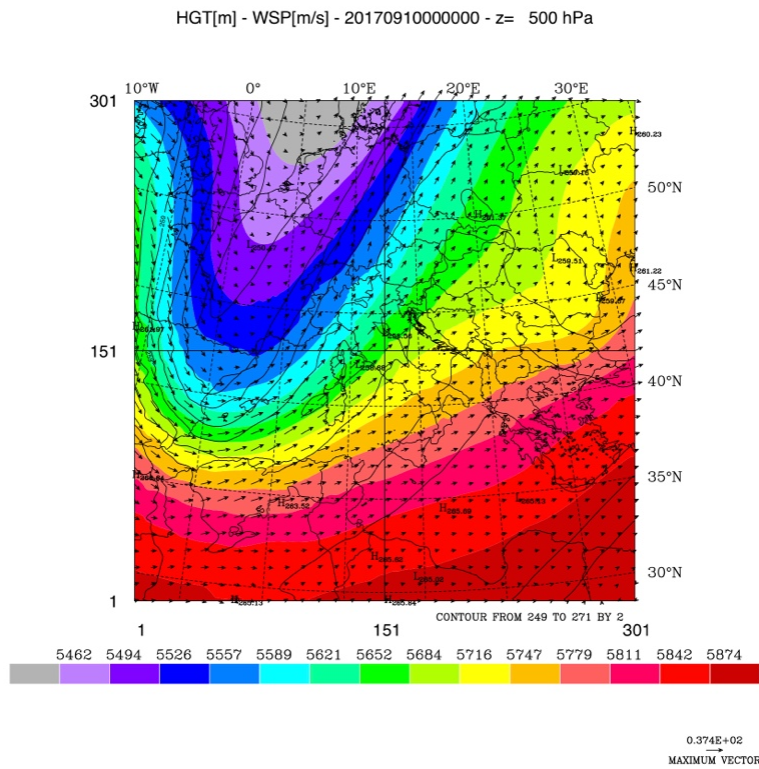 HGT[m] - WSP[m/s] - 20170910000000 - z= 500 hPa
10°W 0° 10°E 20°E 30°E
301
50°N
45°N
151
40°N
35°N
30°N
1
CONTOUR FROM 249 TO 271 BY 2
1 151 301
5462 5494 5526 5557 5589 5621 5652 5684 5716 5747 5779 5811 5842 5874
0.374E+02
MAXIMUM VECTOR